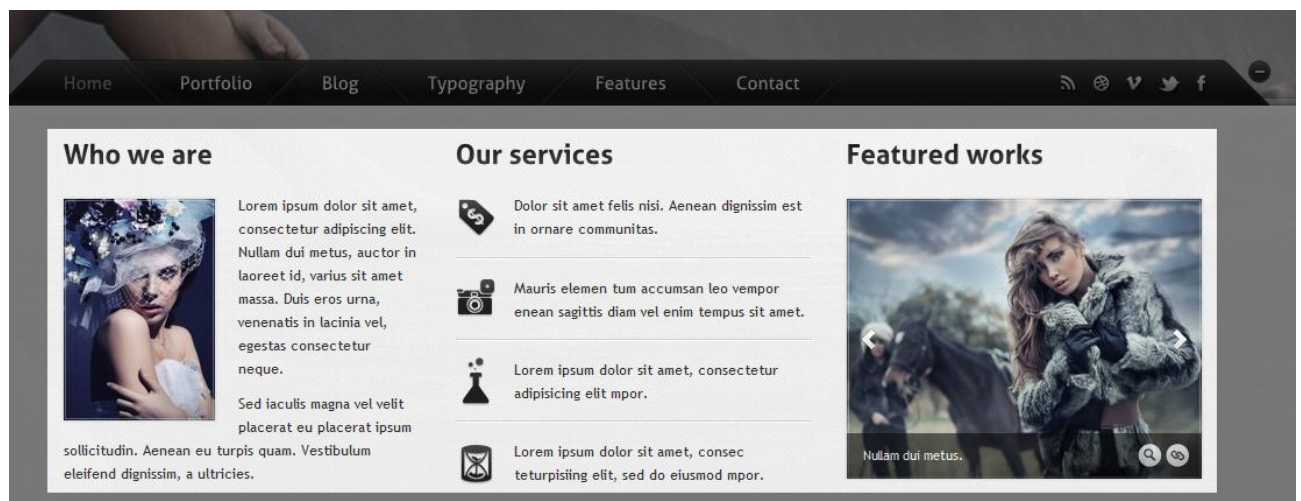 Home Portfolio Blog Typography Features Contact
Who we are
Lorem ipsum dolor sit amet,
consectetur adipiscing elit.
Nullam dui metus, auctor in
laoreet id, varius sit amet
massa. Duis eros urna,
venenatis in lacinia vel,
egestas consectetur
neque.
Sed iaculis magna vel velit
placerat eu placerat ipsum
sollicitudin. Aenean eu turpis quam. Vestibulum
eleifend dignissim, a ultricies.
Our services
Dolor sit amet felis nisi. Aenean dignissim est
in ornare communitas.
Mauris elemen tum accumsan leo vempor
enean sagittis diam vel enim tempus sit amet.
Lorem ipsum dolor sit amet, consectetur
adipisicing elit mpor.
Lorem ipsum dolor sit amet, consec
teturpisiing elit, sed do eiusmod mpor.
Featured works
Nullam dui metus.